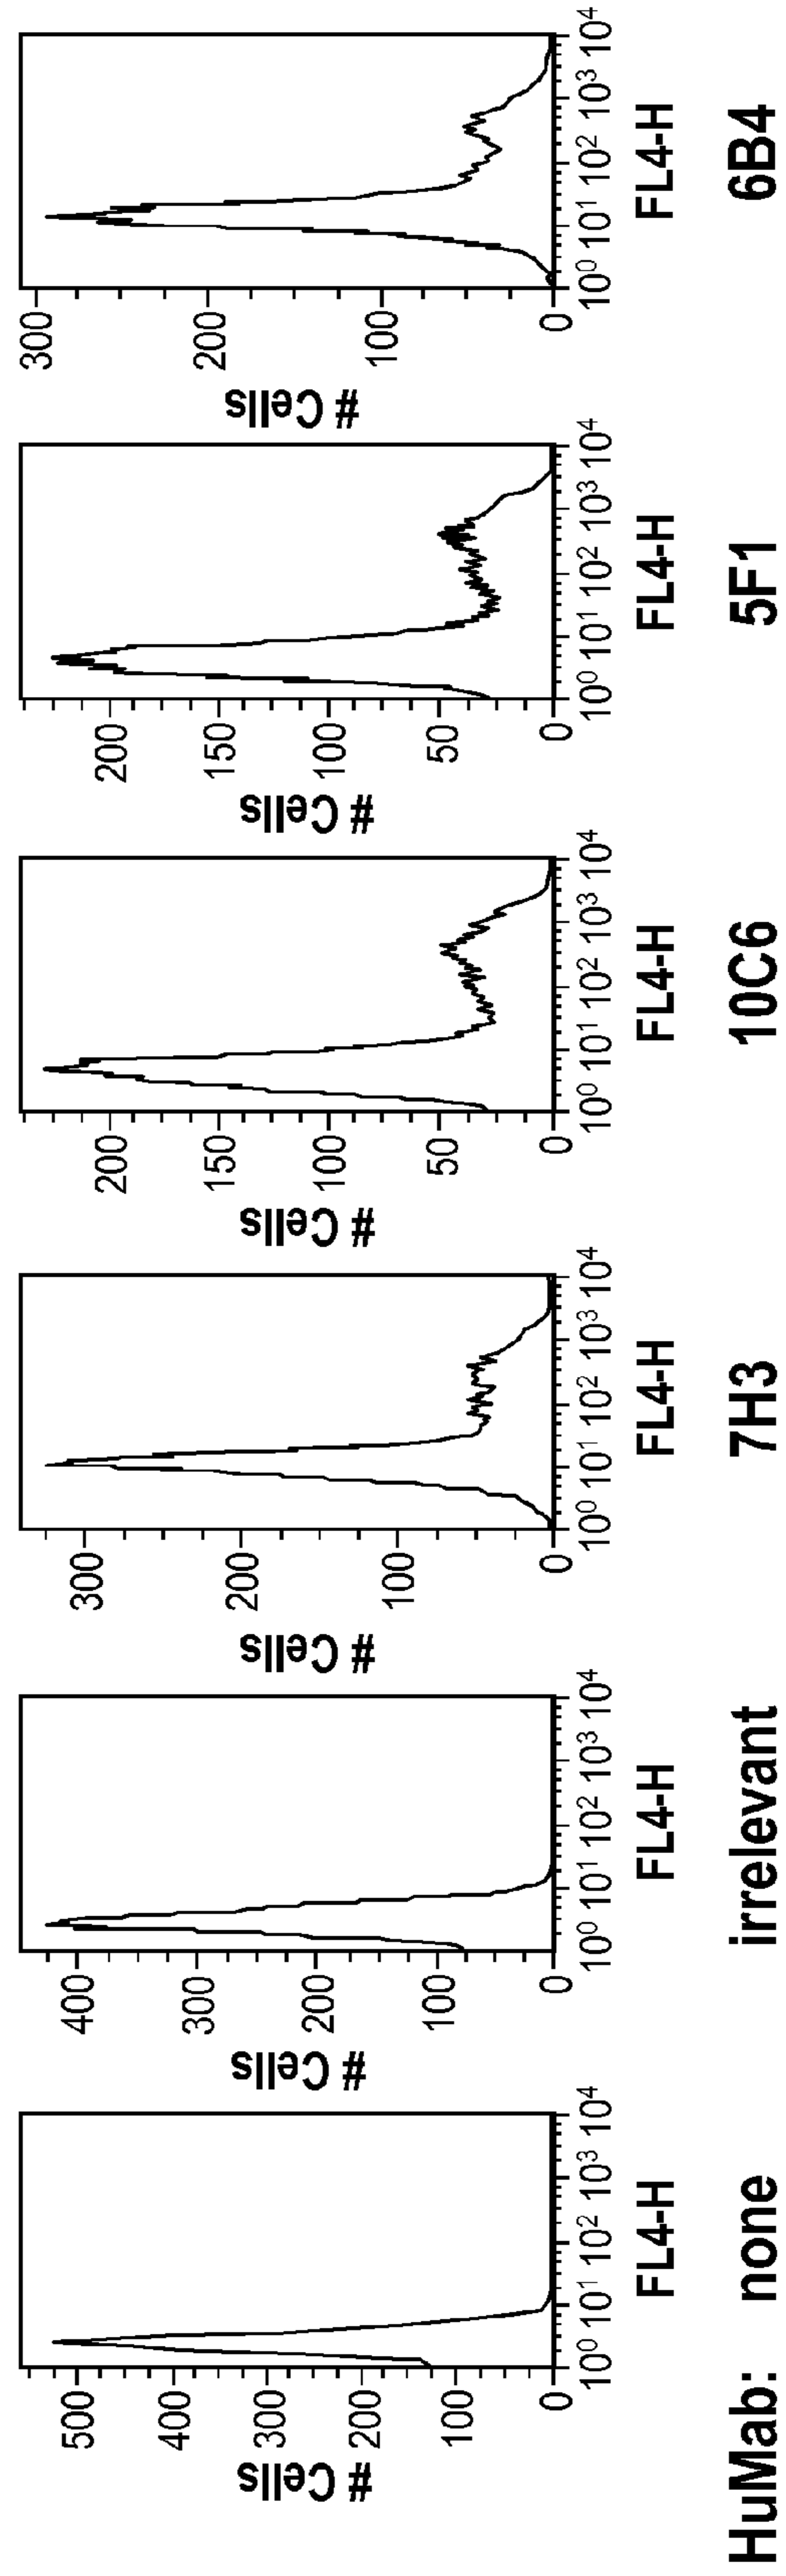 # Cells
500
400
300
200
100
0
10⁰ 10¹ 10² 10³ 10⁴
FL4-H
# Cells
400
300
200
100
0
10⁰ 10¹ 10² 10³ 10⁴
FL4-H
# Cells
300
200
100
0
10⁰ 10¹ 10² 10³ 10⁴
FL4-H
# Cells
200
150
100
50
0
10⁰ 10¹ 10² 10³ 10⁴
FL4-H
# Cells
200
150
100
50
0
10⁰ 10¹ 10² 10³ 10⁴
FL4-H
# Cells
300
200
100
0
10⁰ 10¹ 10² 10³ 10⁴
FL4-H
HuMab: none irrelevant 7H3 10C6 5F1 6B4